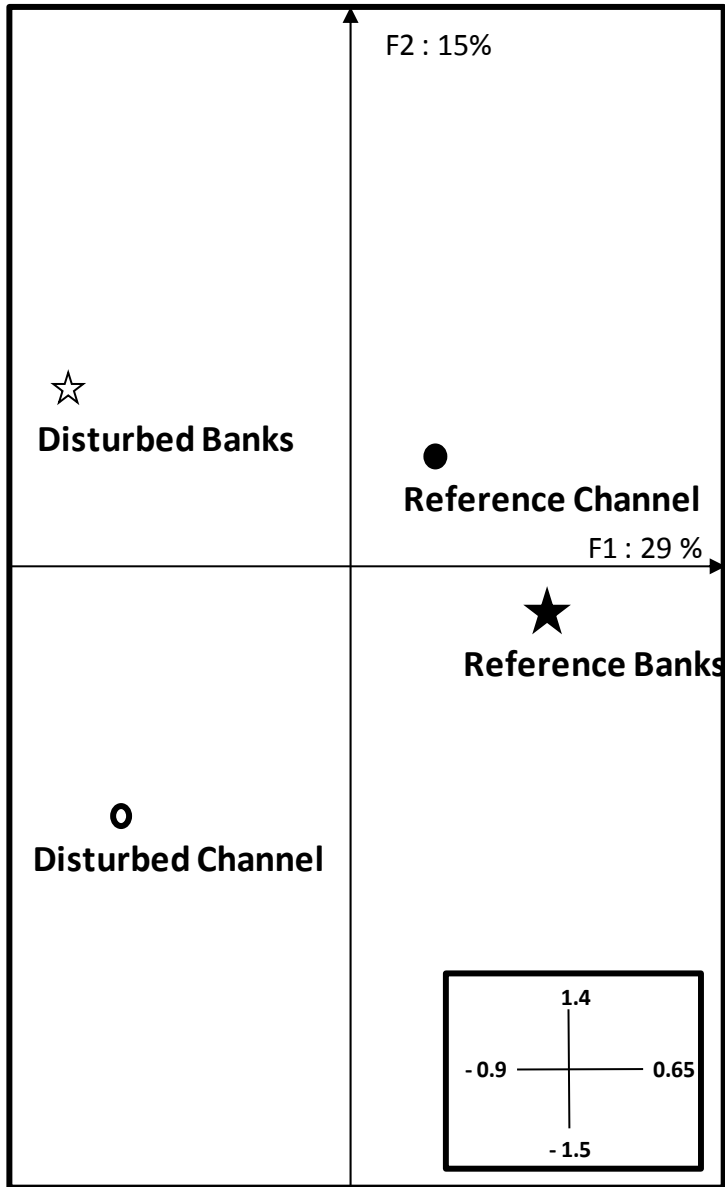 F2 : 15%
Disturbed Banks
Reference Channel
F1 : 29 %
Reference Banks
Disturbed Channel
1.4
- 0.9
0.65
- 1.5